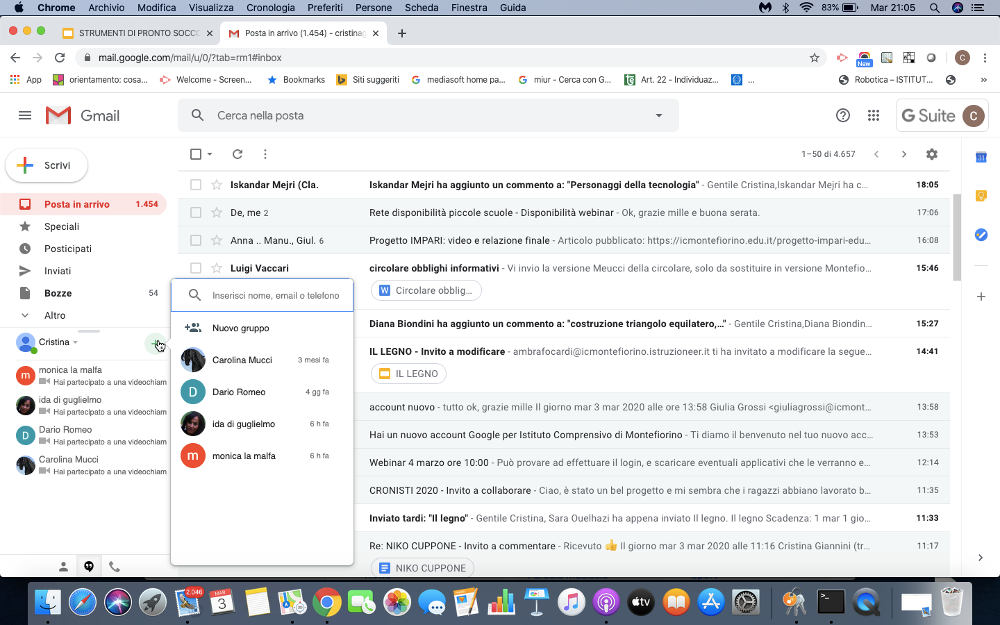 Chrome Archivio Modifica Visualizza Cronologia Preferiti Persone Scheda Finestra Guida 83% Mar 21:05
STRUMENTI DI PRONTO SOCCO
Posta in arrivo (1.454) - cristinag
mail.google.com/mail/u/0/?tab=rm1#inbox
New
C
App orientamento: cosa... Welcome - Screen... Bookmarks Siti suggeriti mediasoft home pa... miur - Cerca con G... Art. 22 - Individuaz... ... Robotica – ISTITUT... »
Gmail
Cerca nella posta
G Suite C
Scrivi
1–50 di 4.657
Posta in arrivo 1.454
Speciali
Posticipati
Inviati
Bozze 54
Altro
Cristina
monica la malfa
Hai partecipato a una videochiam
ida di guglielmo
Hai partecipato a una videochiam
Dario Romeo
Hai partecipato a una videochiam
Carolina Mucci
Hai partecipato a una videochiam
m
D
Inserisci nome, email o telefono
Nuovo gruppo
Carolina Mucci 3 mesi fa
D Dario Romeo 4 gg fa
ida di guglielmo 6 h fa
m monica la malfa 6 h fa
Iskandar Mejri (Cla. Iskandar Mejri ha aggiunto un commento a: "Personaggi della tecnologia" - Gentile Cristina,Iskandar Mejri ha c... 18:05
De, me 2 Rete disponibilità piccole scuole - Disponibilità webinar - Ok, grazie mille e buona serata. 17:06
Anna .. Manu., Giul. 6 Progetto IMPARI: video e relazione finale - Articolo pubblicato: https://icmontefiorino.edu.it/progetto-impari-edu... 16:08
Luigi Vaccari circolare obblighi informativi - Vi invio la versione Meucci della circolare, solo da sostituire in versione Montefio... 15:46
W Circolare obblig...
Diana Biondini ha aggiunto un commento a: "costruzione triangolo equilatero,..." - Gentile Cristina,Diana Biondin... 15:27
IL LEGNO - Invito a modificare - ambrafocardi@icmontefiorino.istruzioneer.it ti ha invitato a modificare la segue... 14:41
IL LEGNO
account nuovo - tutto ok, grazie mille Il giorno mar 3 mar 2020 alle ore 13:58 Giulia Grossi <giuliagrossi@icmont... 13:58
Hai un nuovo account Google per Istituto Comprensivo di Montefiorino - Ti diamo il benvenuto nel tuo nuovo acc... 13:53
Webinar 4 marzo ore 10:00 - Può provare ad effettuare il login, e scaricare eventuali applicativi che le verranno e... 12:14
CRONISTI 2020 - Invito a collaborare - Ciao, è stato un bel progetto e mi sembra che i ragazzi abbiano lavorato b... 11:35
Inviato tardi: "Il legno" - Gentile Cristina, Sara Ouelhazi ha appena inviato Il legno. Il legno Scadenza: 1 mar 1 gio... 11:33
Re: NIKO CUPPONE - Invito a commentare - Ricevuto 👍 Il giorno mar 3 mar 2020 alle 11:16 Cristina Giannini (tr... 11:17
NIKO CUPPONE
31
2.046
MAR
3
tv